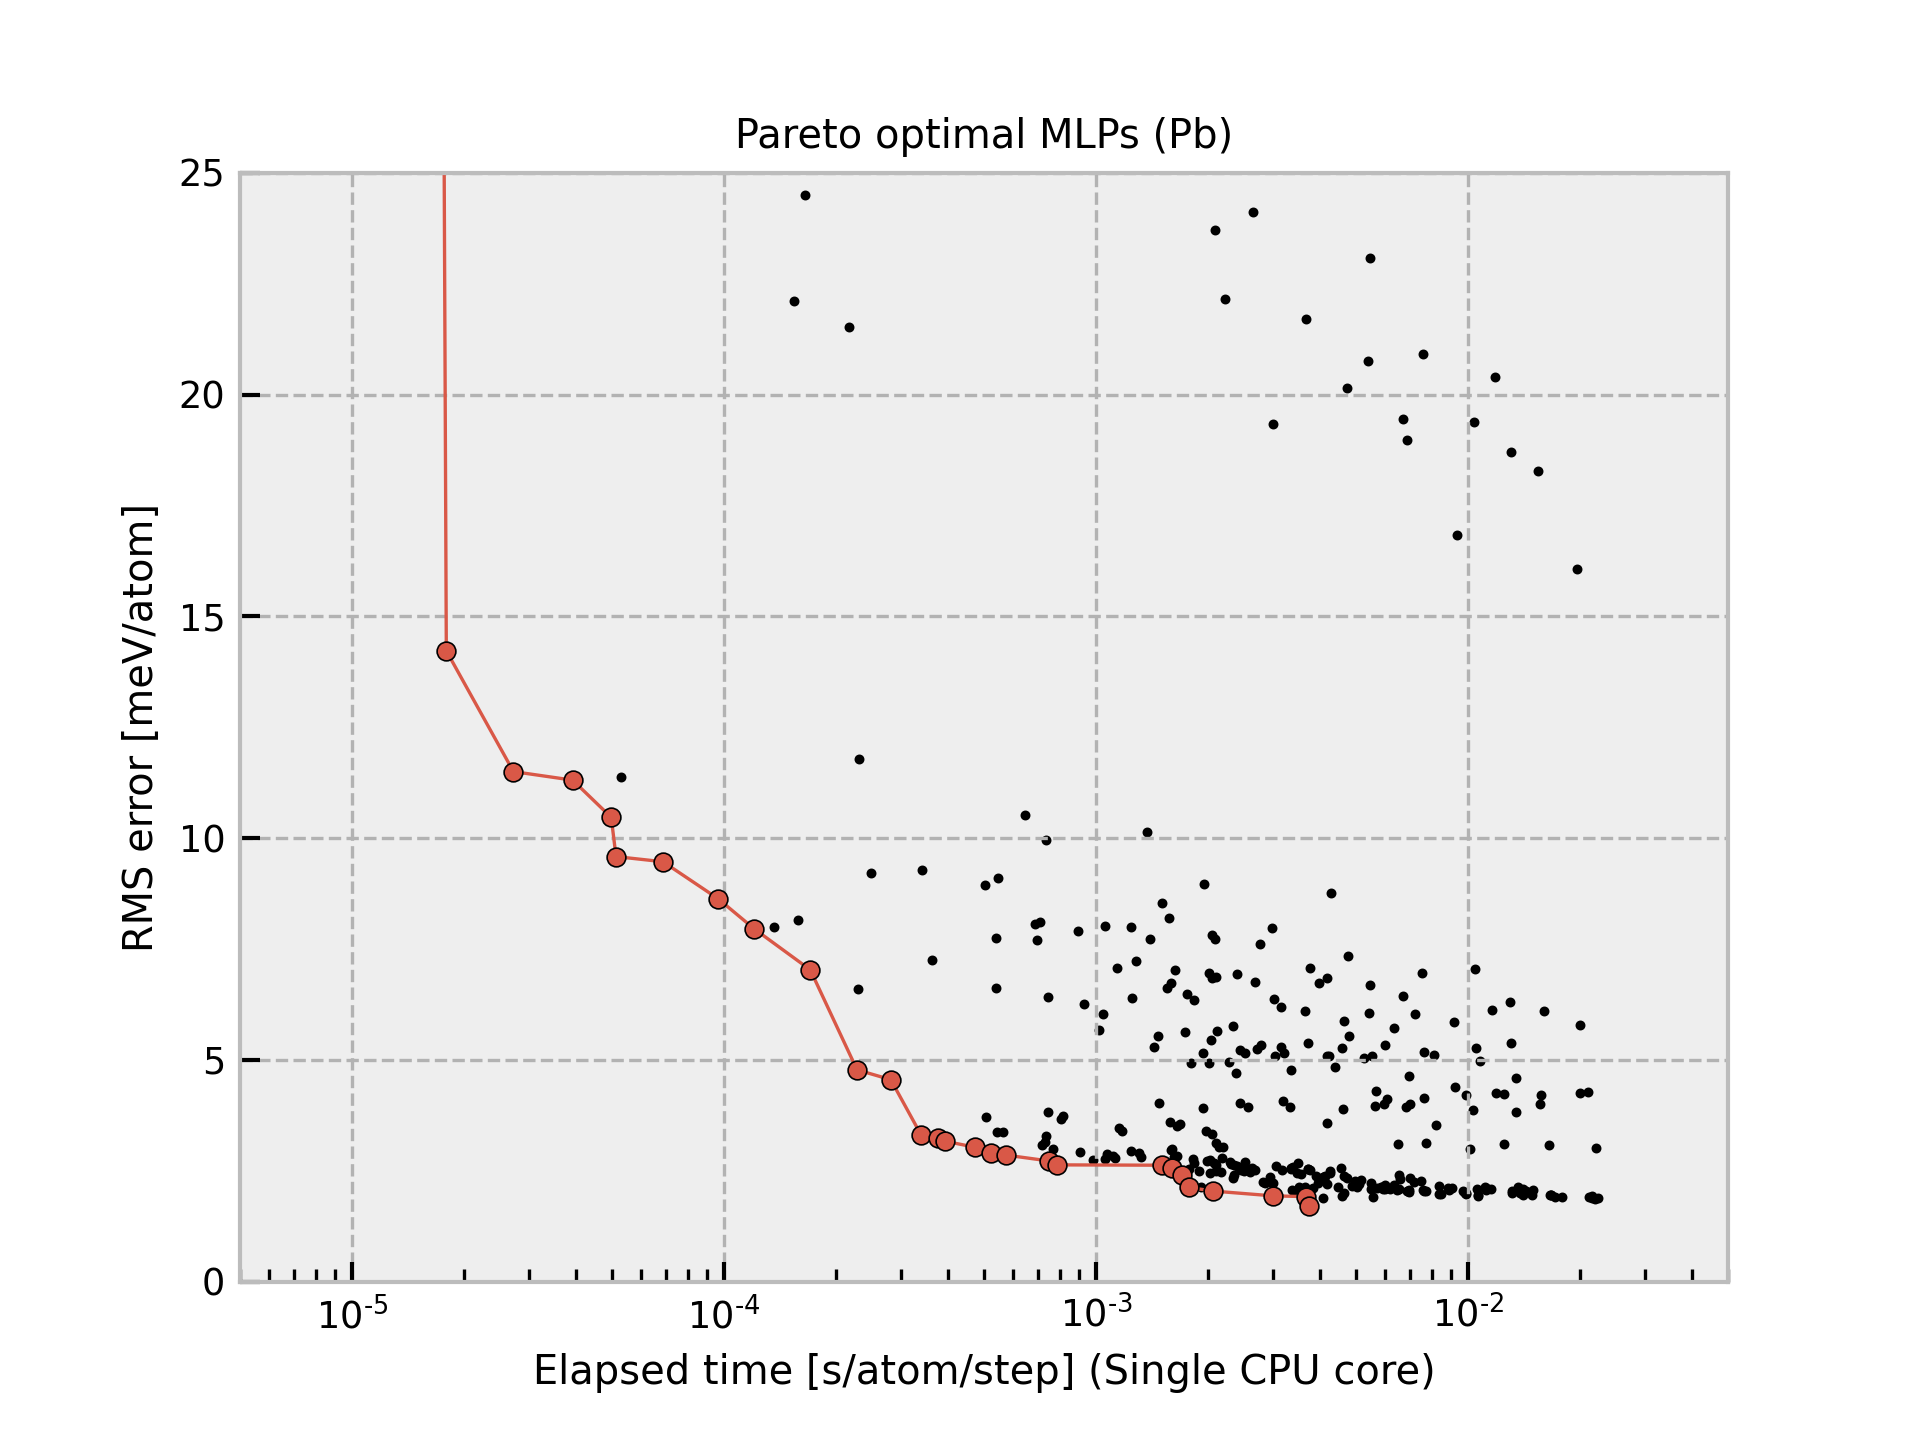 Pareto optimal MLPs (Pb)
25
20
15
10
5
0
RMS error [meV/atom]
10^-5 10^-4 10^-3 10^-2
Elapsed time [s/atom/step] (Single CPU core)